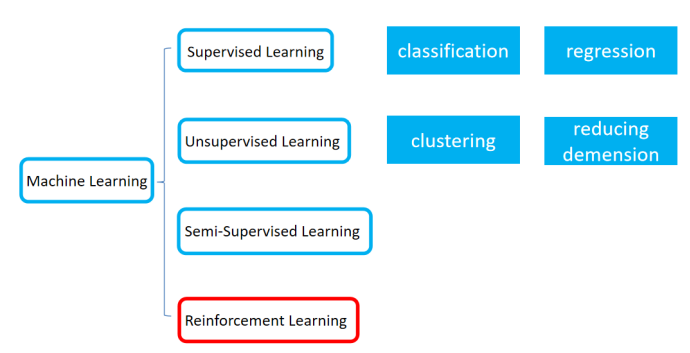 Supervised Learning
classification
regression
Unsupervised Learning
clustering
reducing
demension
Machine Learning
Semi-Supervised Learning
Reinforcement Learning